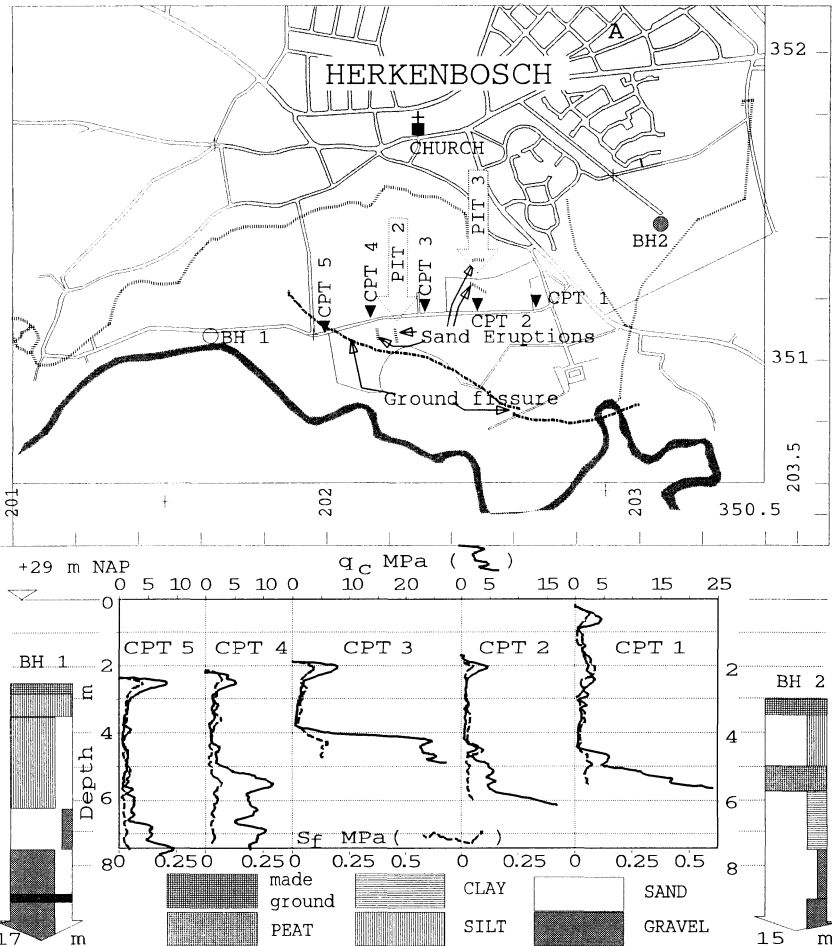 A
352
HERKENBOSCH
CHURCH
PIT 3
BH2
PIT 2
CPT 5
CPT 4
CPT 3
CPT 1
CPT 2
BH 1
Sand Eruptions
351
Ground fissure
201
202
203
203.5
350.5
+29 m NAP
q_c MPa ( )
0 5 10 0 5 10 0 10 20 0 5 15 0 5 15 25
BH 1
CPT 5 CPT 4 CPT 3 CPT 2 CPT 1
BH 2
0
2 2
4 4
6 6
8 8
Depth m
S_f MPa ( )
0 0.25 0 0.25 0 0.25 0.5 0 0.25 0 0.25 0.5
made ground
CLAY
SAND
PEAT
SILT
GRAVEL
17 m
15 m